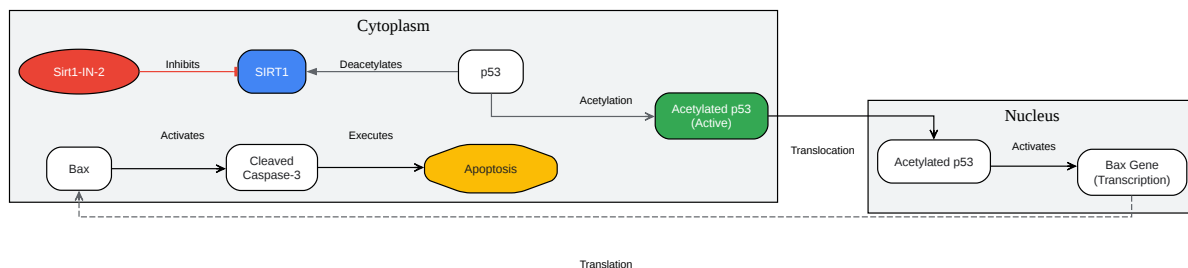 Cytoplasm
Sirt1-IN-2
Inhibits
SIRT1
Deacetylates
p53
Acetylation
Acetylated p53
(Active)
Translocation
Nucleus
Acetylated p53
Activates
Bax Gene
(Transcription)
Bax
Activates
Cleaved
Caspase-3
Executes
Apoptosis
Translation